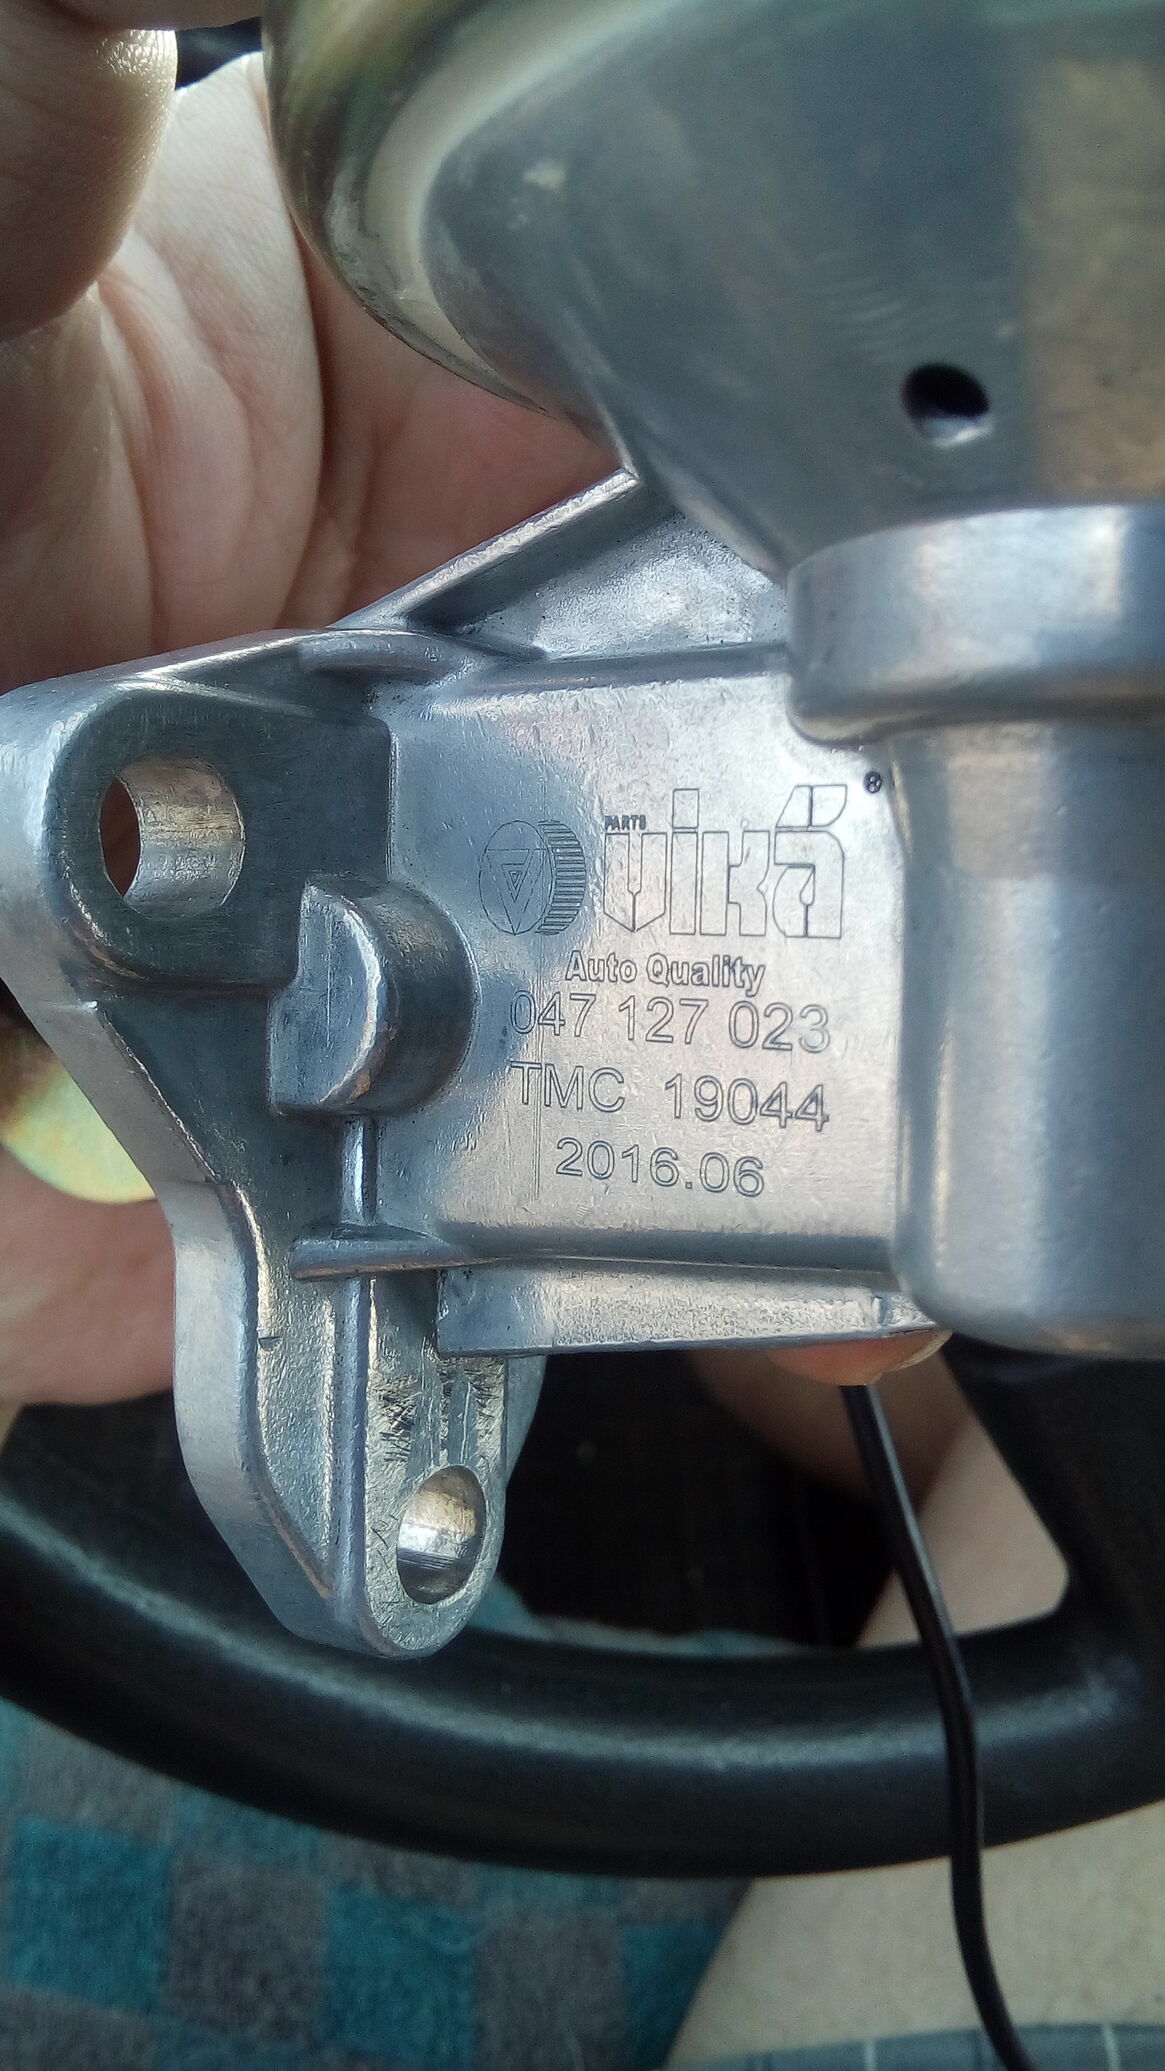 PARTS
vika®
Auto Quality
047 127 023
TMC 19044
2016.06